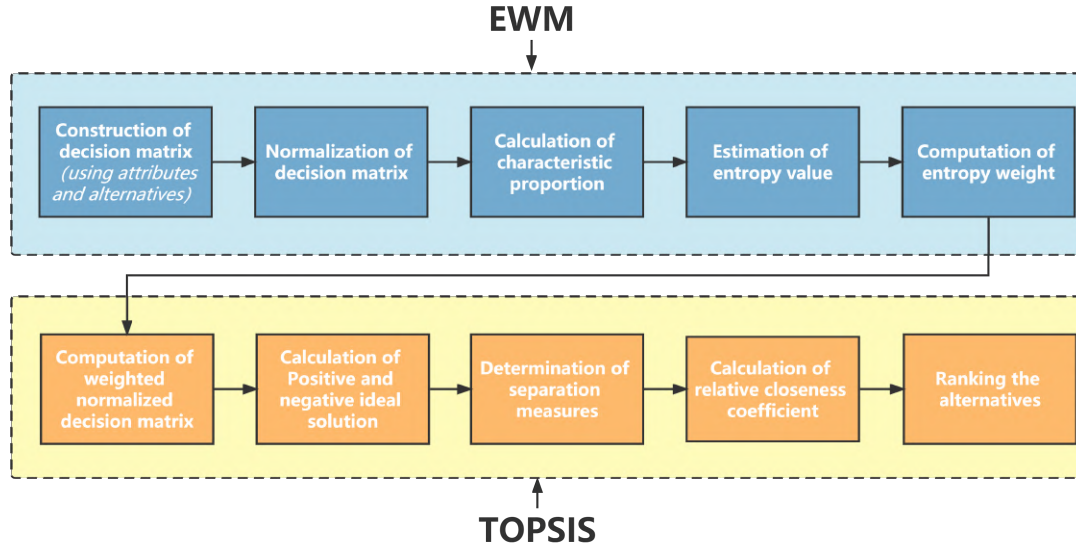 EWM
Construction of
decision matrix
(using attributes
and alternatives)
Normalization of
decision matrix
Calculation of
characteristic
proportion
Estimation of
entropy value
Computation of
entropy weight
Computation of
weighted
normalized
decision matrix
Calculation of
Positive and
negative ideal
solution
Determination of
separation
measures
Calculation of
relative closeness
coefficient
Ranking the
alternatives
TOPSIS